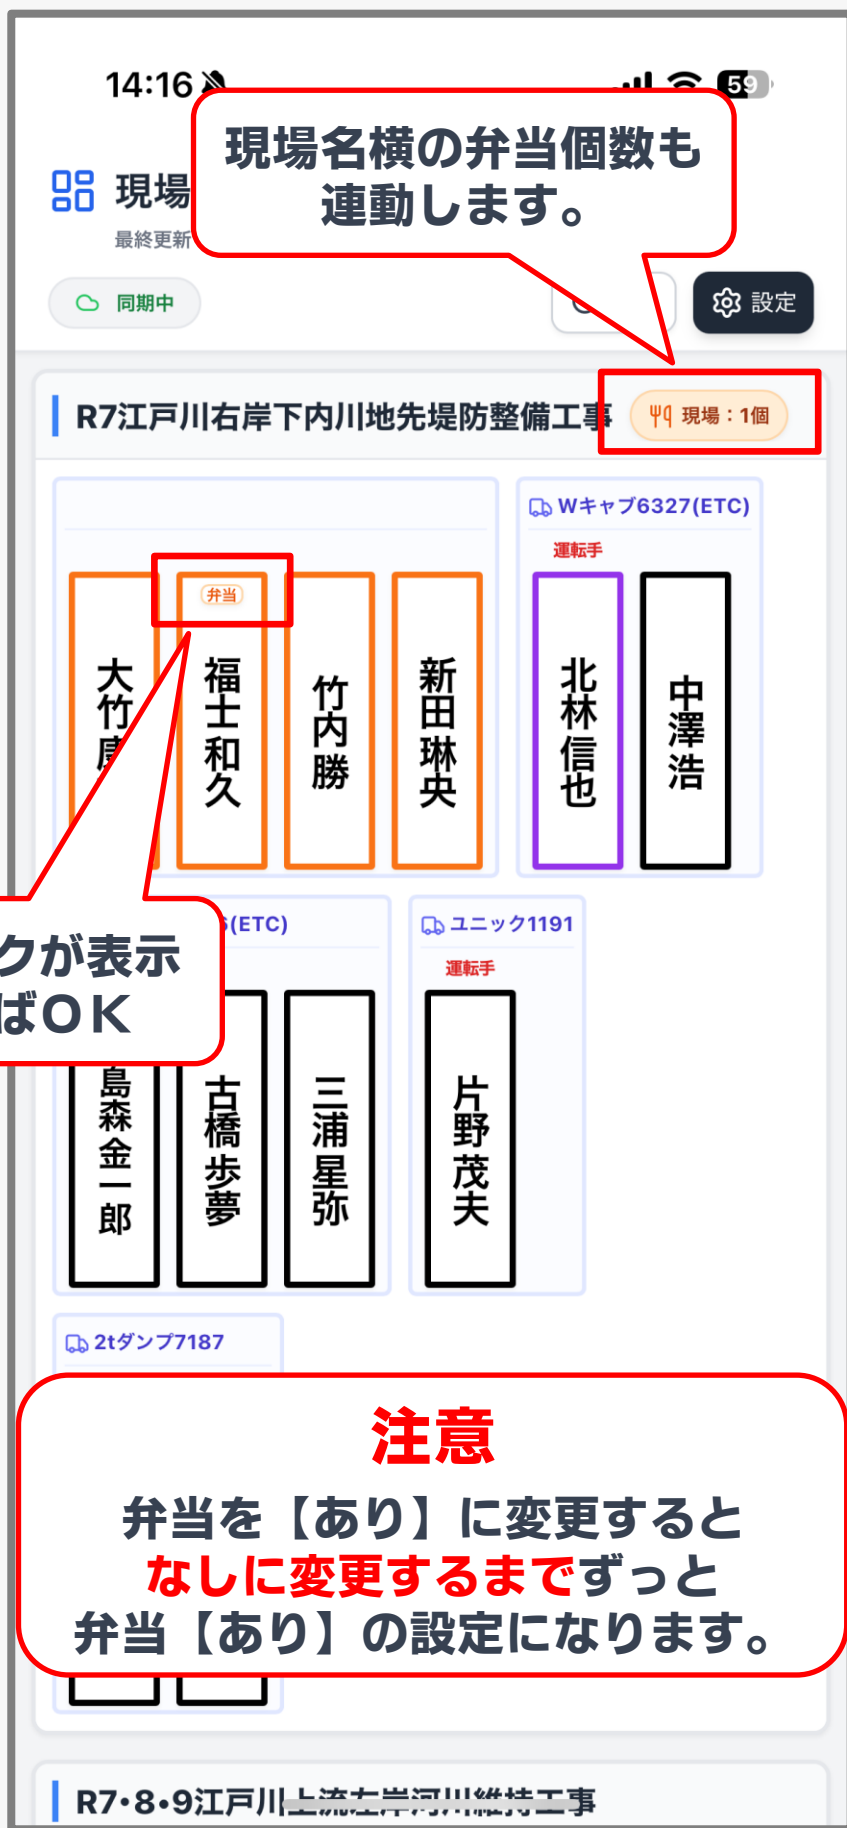 14:16
59
現場名横の弁当個数も
連動します。
現場
最終更新
同期中
設定
R7江戸川右岸下内川地先堤防整備工事
現場：1個
Wキャブ6327(ETC)
運転手
弁当
大竹
福士和久
竹内勝
新田琳央
北林信也
中澤浩
クが表示
ばOK
(ETC)
ユニック1191
運転手
島森金一郎
古橋歩夢
三浦星弥
片野茂夫
2tダンプ7187
注意
弁当を【あり】に変更すると
なしに変更するまでずっと
弁当【あり】の設定になります。
R7・8・9江戸川上流左岸河川維持工事